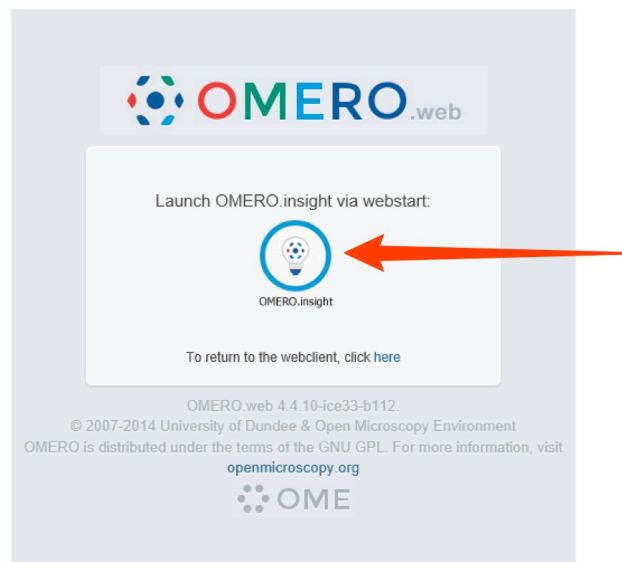 OMERO.web
Launch OMERO.insight via webstart:
OMERO.insight
To return to the webclient, click here
OMERO.web 4.4.10-ice33-b112.
© 2007-2014 University of Dundee & Open Microscopy Environment
OMERO is distributed under the terms of the GNU GPL. For more information, visit
openmicroscopy.org
OME